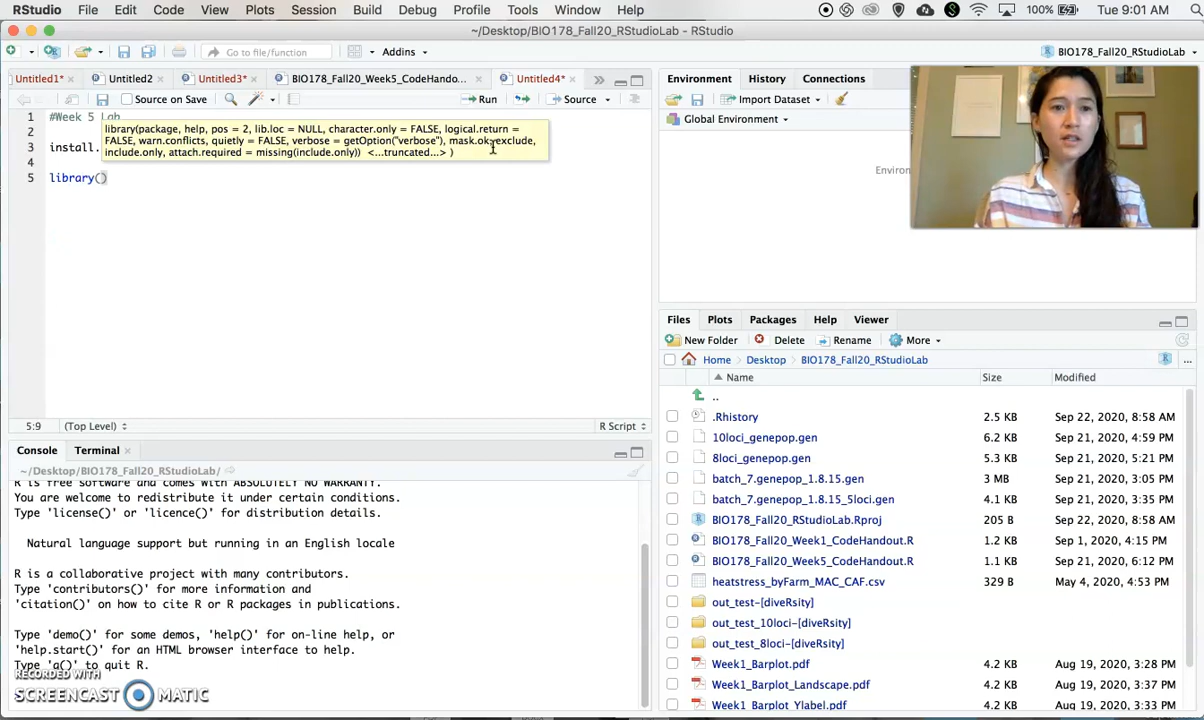 RStudio File Edit Code View Plots Session Build Debug Profile Tools Window Help 100% Tue 9:01 AM
~/Desktop/BIO178_Fall20_RStudioLab - RStudio
Go to file/function Addins BIO178_Fall20_RStudioLab
Untitled1* Untitled2 Untitled3* BIO178_Fall20_Week5_CodeHando... Untitled4*
Source on Save Run Source
1 #Week 5 Lab
2
3 install.
4
5 library()
library(package, help, pos = 2, lib.loc = NULL, character.only = FALSE, logical.return =
FALSE, warn.conflicts, quietly = FALSE, verbose = getOption("verbose"), mask.ok, exclude,
include.only, attach.required = missing(include.only)) <...truncated...> )
5:9 (Top Level) R Script
Console Terminal
~/Desktop/BIO178_Fall20_RStudioLab/
R is free software and comes with ABSOLUTELY NO WARRANTY.
You are welcome to redistribute it under certain conditions.
Type 'license()' or 'licence()' for distribution details.
Natural language support but running in an English locale
R is a collaborative project with many contributors.
Type 'contributors()' for more information and
'citation()' on how to cite R or R packages in publications.
Type 'demo()' for some demos, 'help()' for on-line help, or
'help.start()' for an HTML browser interface to help.
Type 'q()' to quit R.
RECORDED WITH
SCREENCAST MATIC
Environment History Connections
Import Dataset
Global Environment
Environ
Files Plots Packages Help Viewer
New Folder Delete Rename More
Home Desktop BIO178_Fall20_RStudioLab
Name Size Modified
..
.Rhistory 2.5 KB Sep 22, 2020, 8:58 AM
10loci_genepop.gen 6.2 KB Sep 21, 2020, 4:59 PM
8loci_genepop.gen 5.3 KB Sep 21, 2020, 5:21 PM
batch_7.genepop_1.8.15.gen 3 MB Sep 21, 2020, 3:05 PM
batch_7.genepop_1.8.15_5loci.gen 4.1 KB Sep 21, 2020, 3:35 PM
BIO178_Fall20_RStudioLab.Rproj 205 B Sep 22, 2020, 8:58 AM
BIO178_Fall20_Week1_CodeHandout.R 1.2 KB Sep 1, 2020, 4:15 PM
BIO178_Fall20_Week5_CodeHandout.R 1.1 KB Sep 21, 2020, 6:12 PM
heatstress_byFarm_MAC_CAF.csv 329 B May 4, 2020, 4:53 PM
out_test-[diveRsity]
out_test_10loci-[diveRsity]
out_test_8loci-[diveRsity]
Week1_Barplot.pdf 4.2 KB Aug 19, 2020, 3:28 PM
Week1_Barplot_Landscape.pdf 4.2 KB Aug 19, 2020, 3:37 PM
Week1_Barplot_Ylabel.pdf 4.2 KB Aug 19, 2020, 3:34 PM